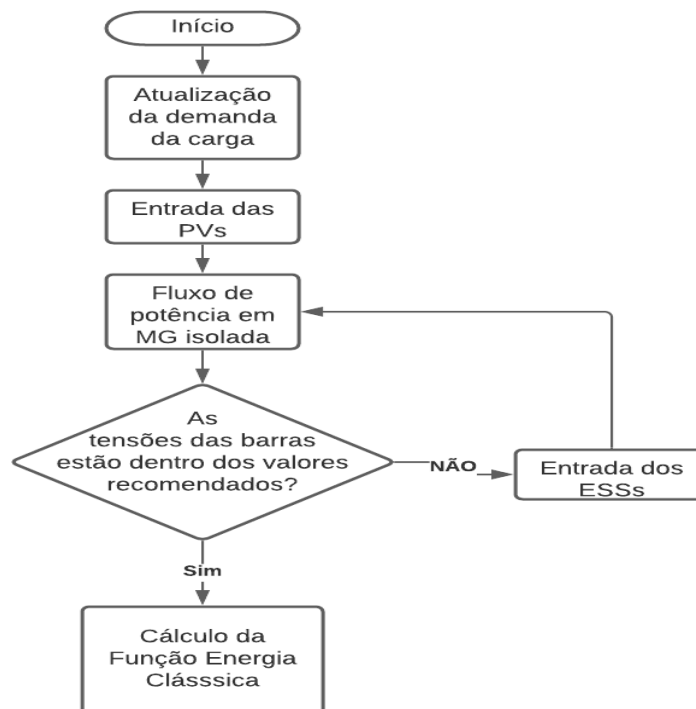 Início
Atualização
da demanda
da carga
Entrada das
PVs
Fluxo de
potência em
MG isolada
As
tensões das barras
estão dentro dos valores
recomendados?
NÃO
Entrada dos
ESSs
Sim
Cálculo da
Função Energia
Clásssica